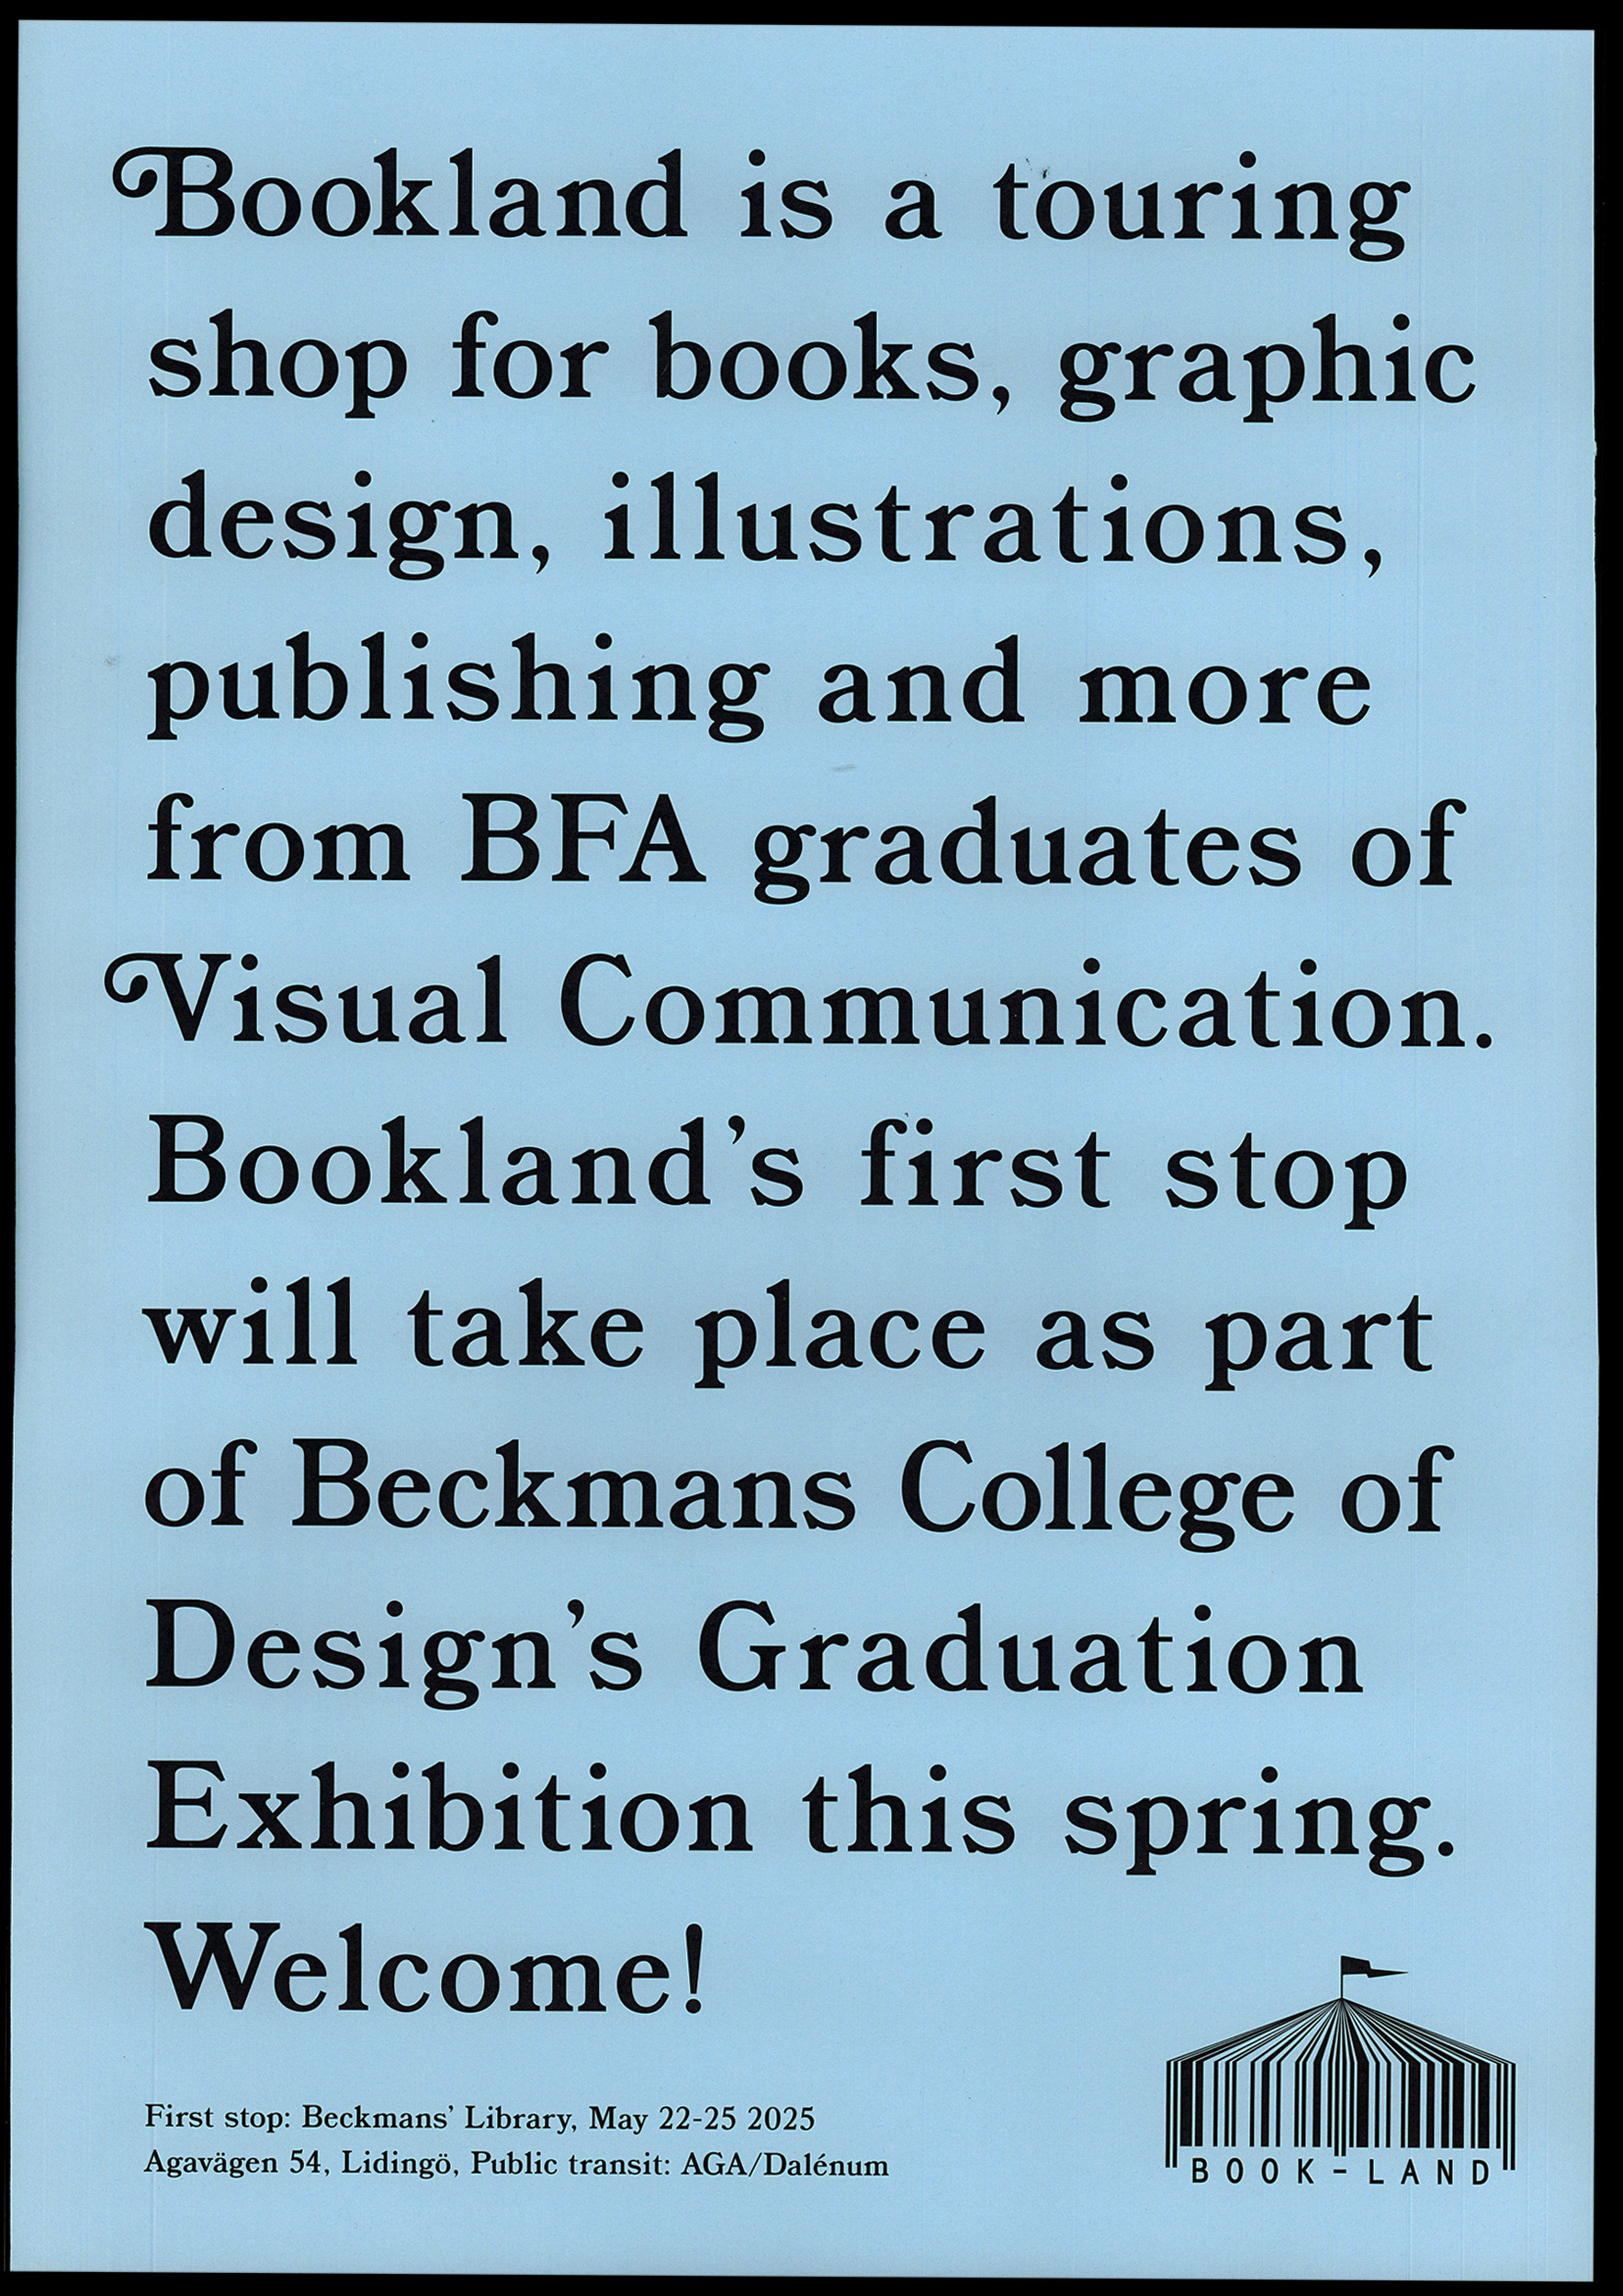 Bookland is a touring
shop for books, graphic
design, illustrations,
publishing and more
from BFA graduates of
Visual Communication.
Bookland’s first stop
will take place as part
of Beckmans College of
Design’s Graduation
Exhibition this spring.
Welcome!
First stop: Beckmans’ Library, May 22-25 2025
Agavägen 54, Lidingö, Public transit: AGA/Dalénum
BOOK-LAND